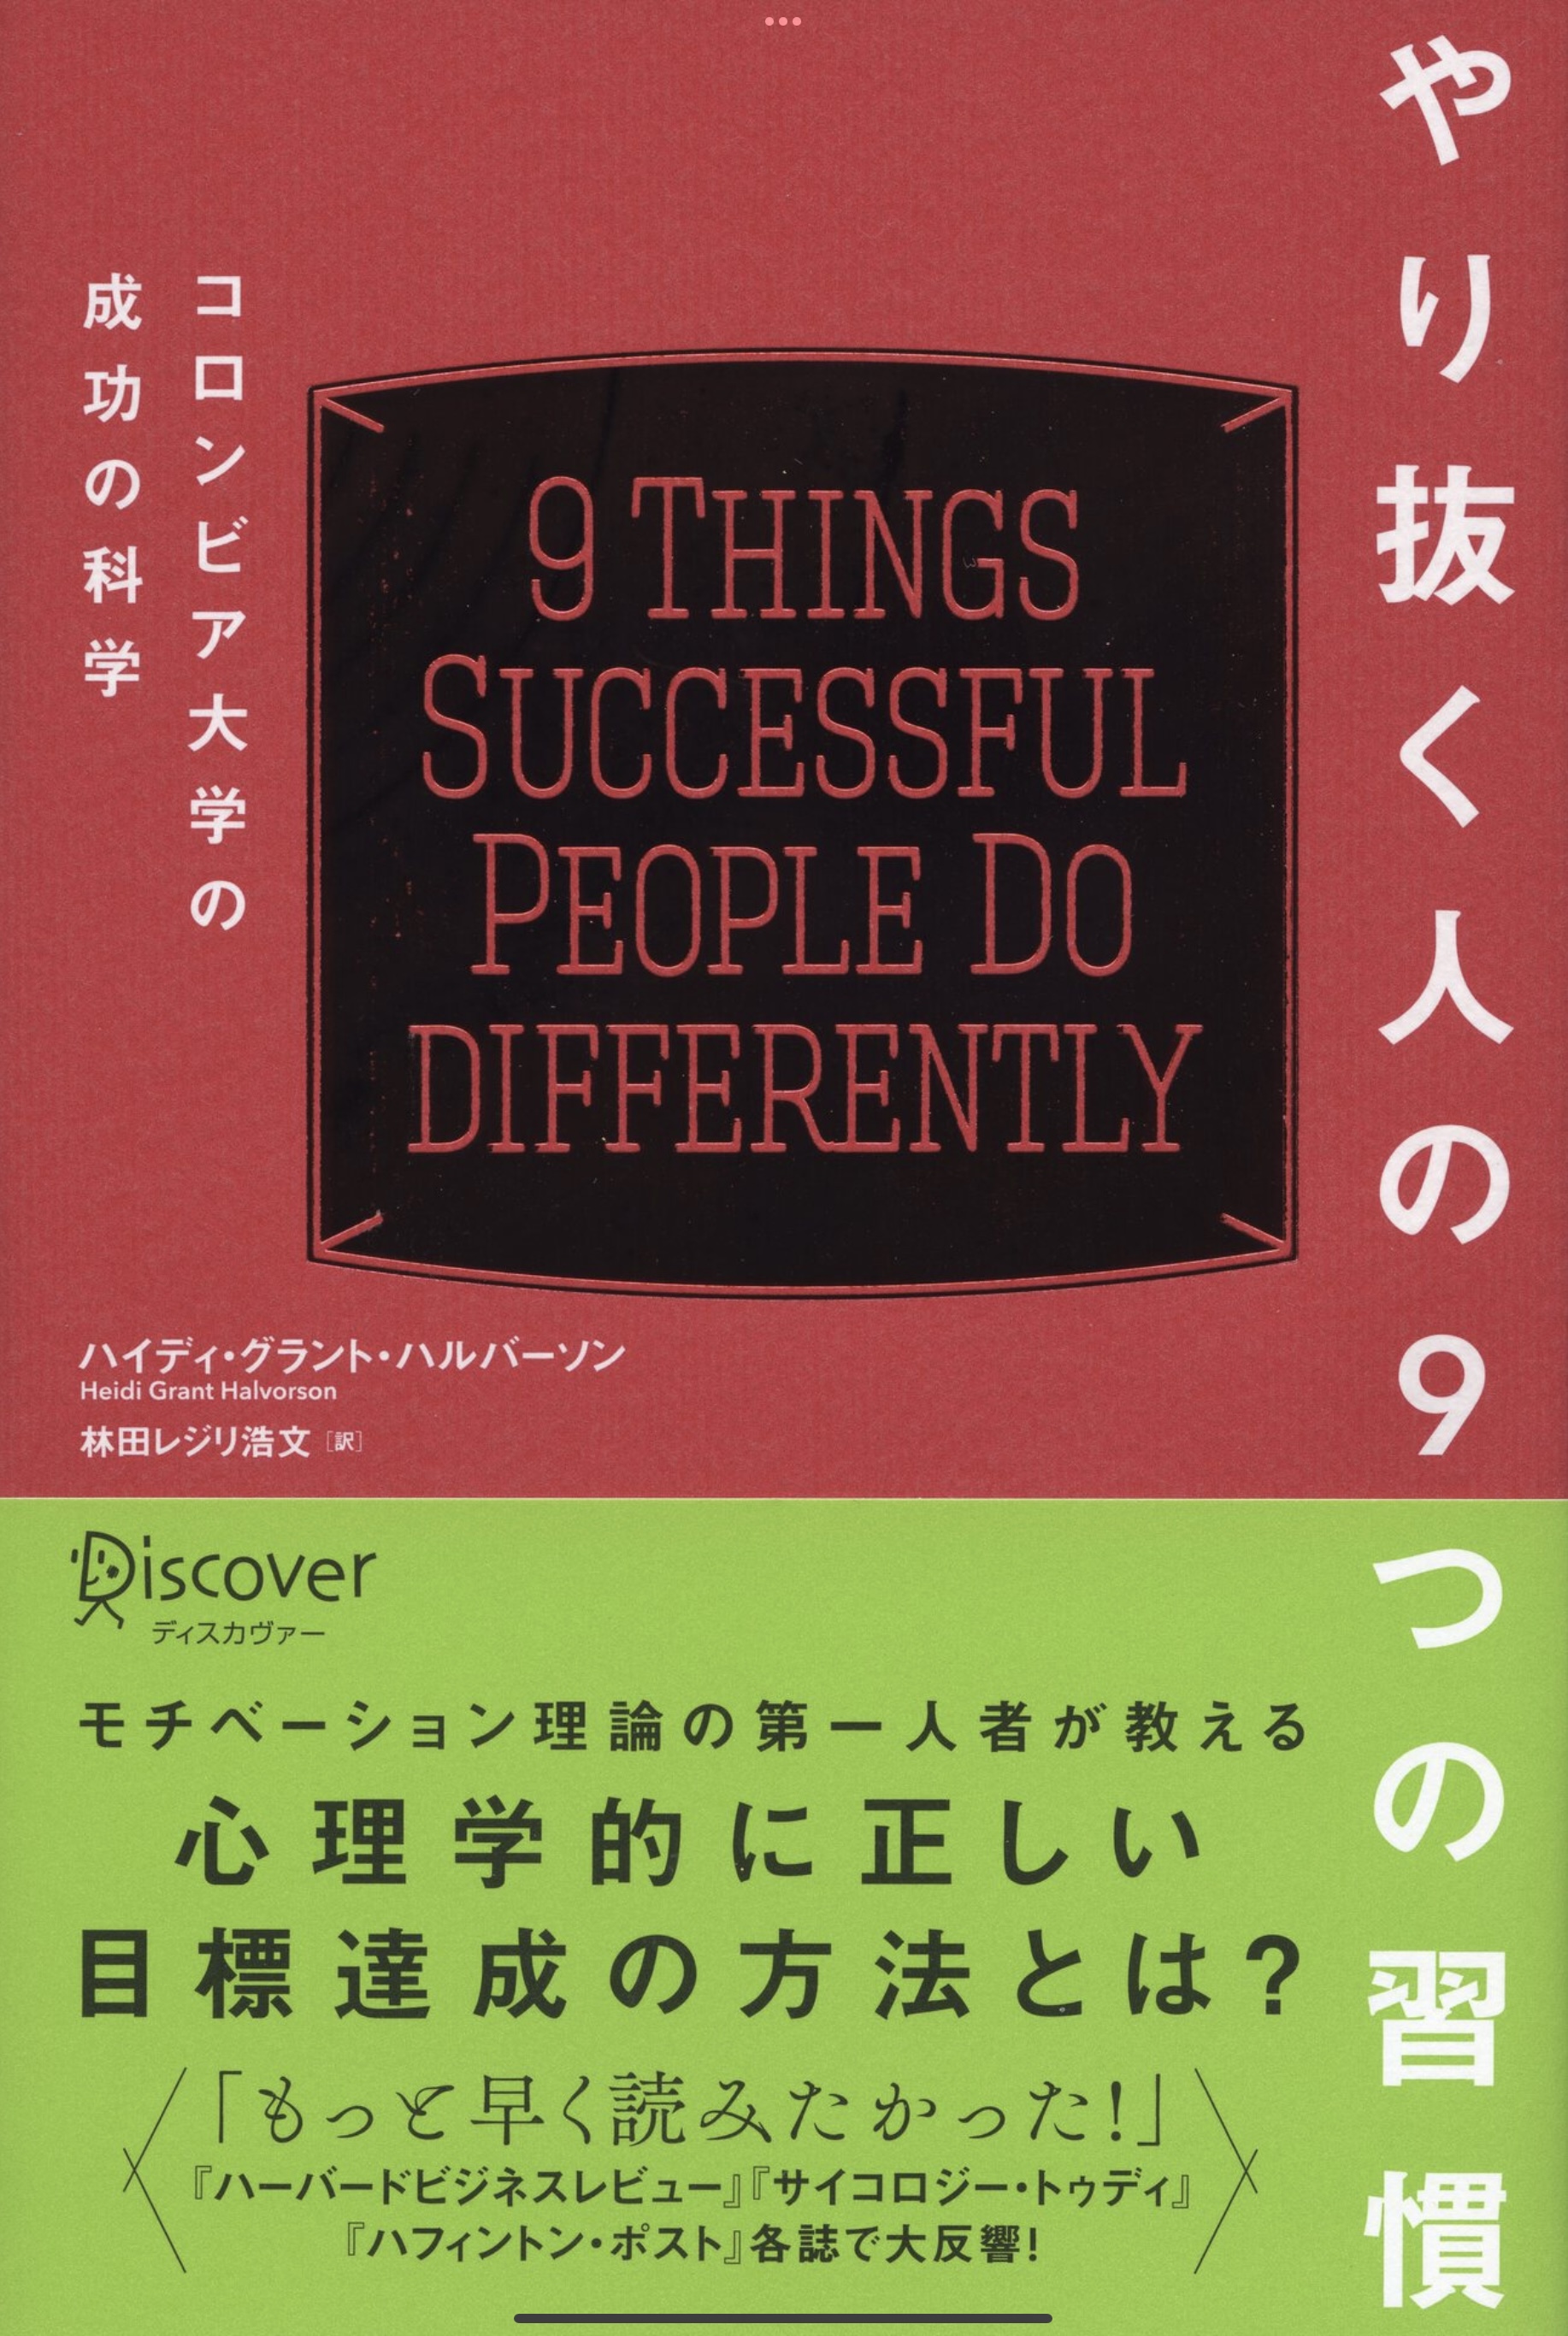 やり抜く人の9つの習慣
コロンビア大学の
成功の科学
9 THINGS
SUCCESSFUL
PEOPLE DO
DIFFERENTLY
ハイディ・グラント・ハルバーソン
Heidi Grant Halvorson
林田レジリ浩文［訳］
Discover
ディスカヴァー
モチベーション理論の第一人者が教える
心理学的に正しい
目標達成の方法とは?
「もっと早く読みたかった!」
『ハーバードビジネスレビュー』『サイコロジー・トゥディ』
『ハフィントン・ポスト』各誌で大反響!